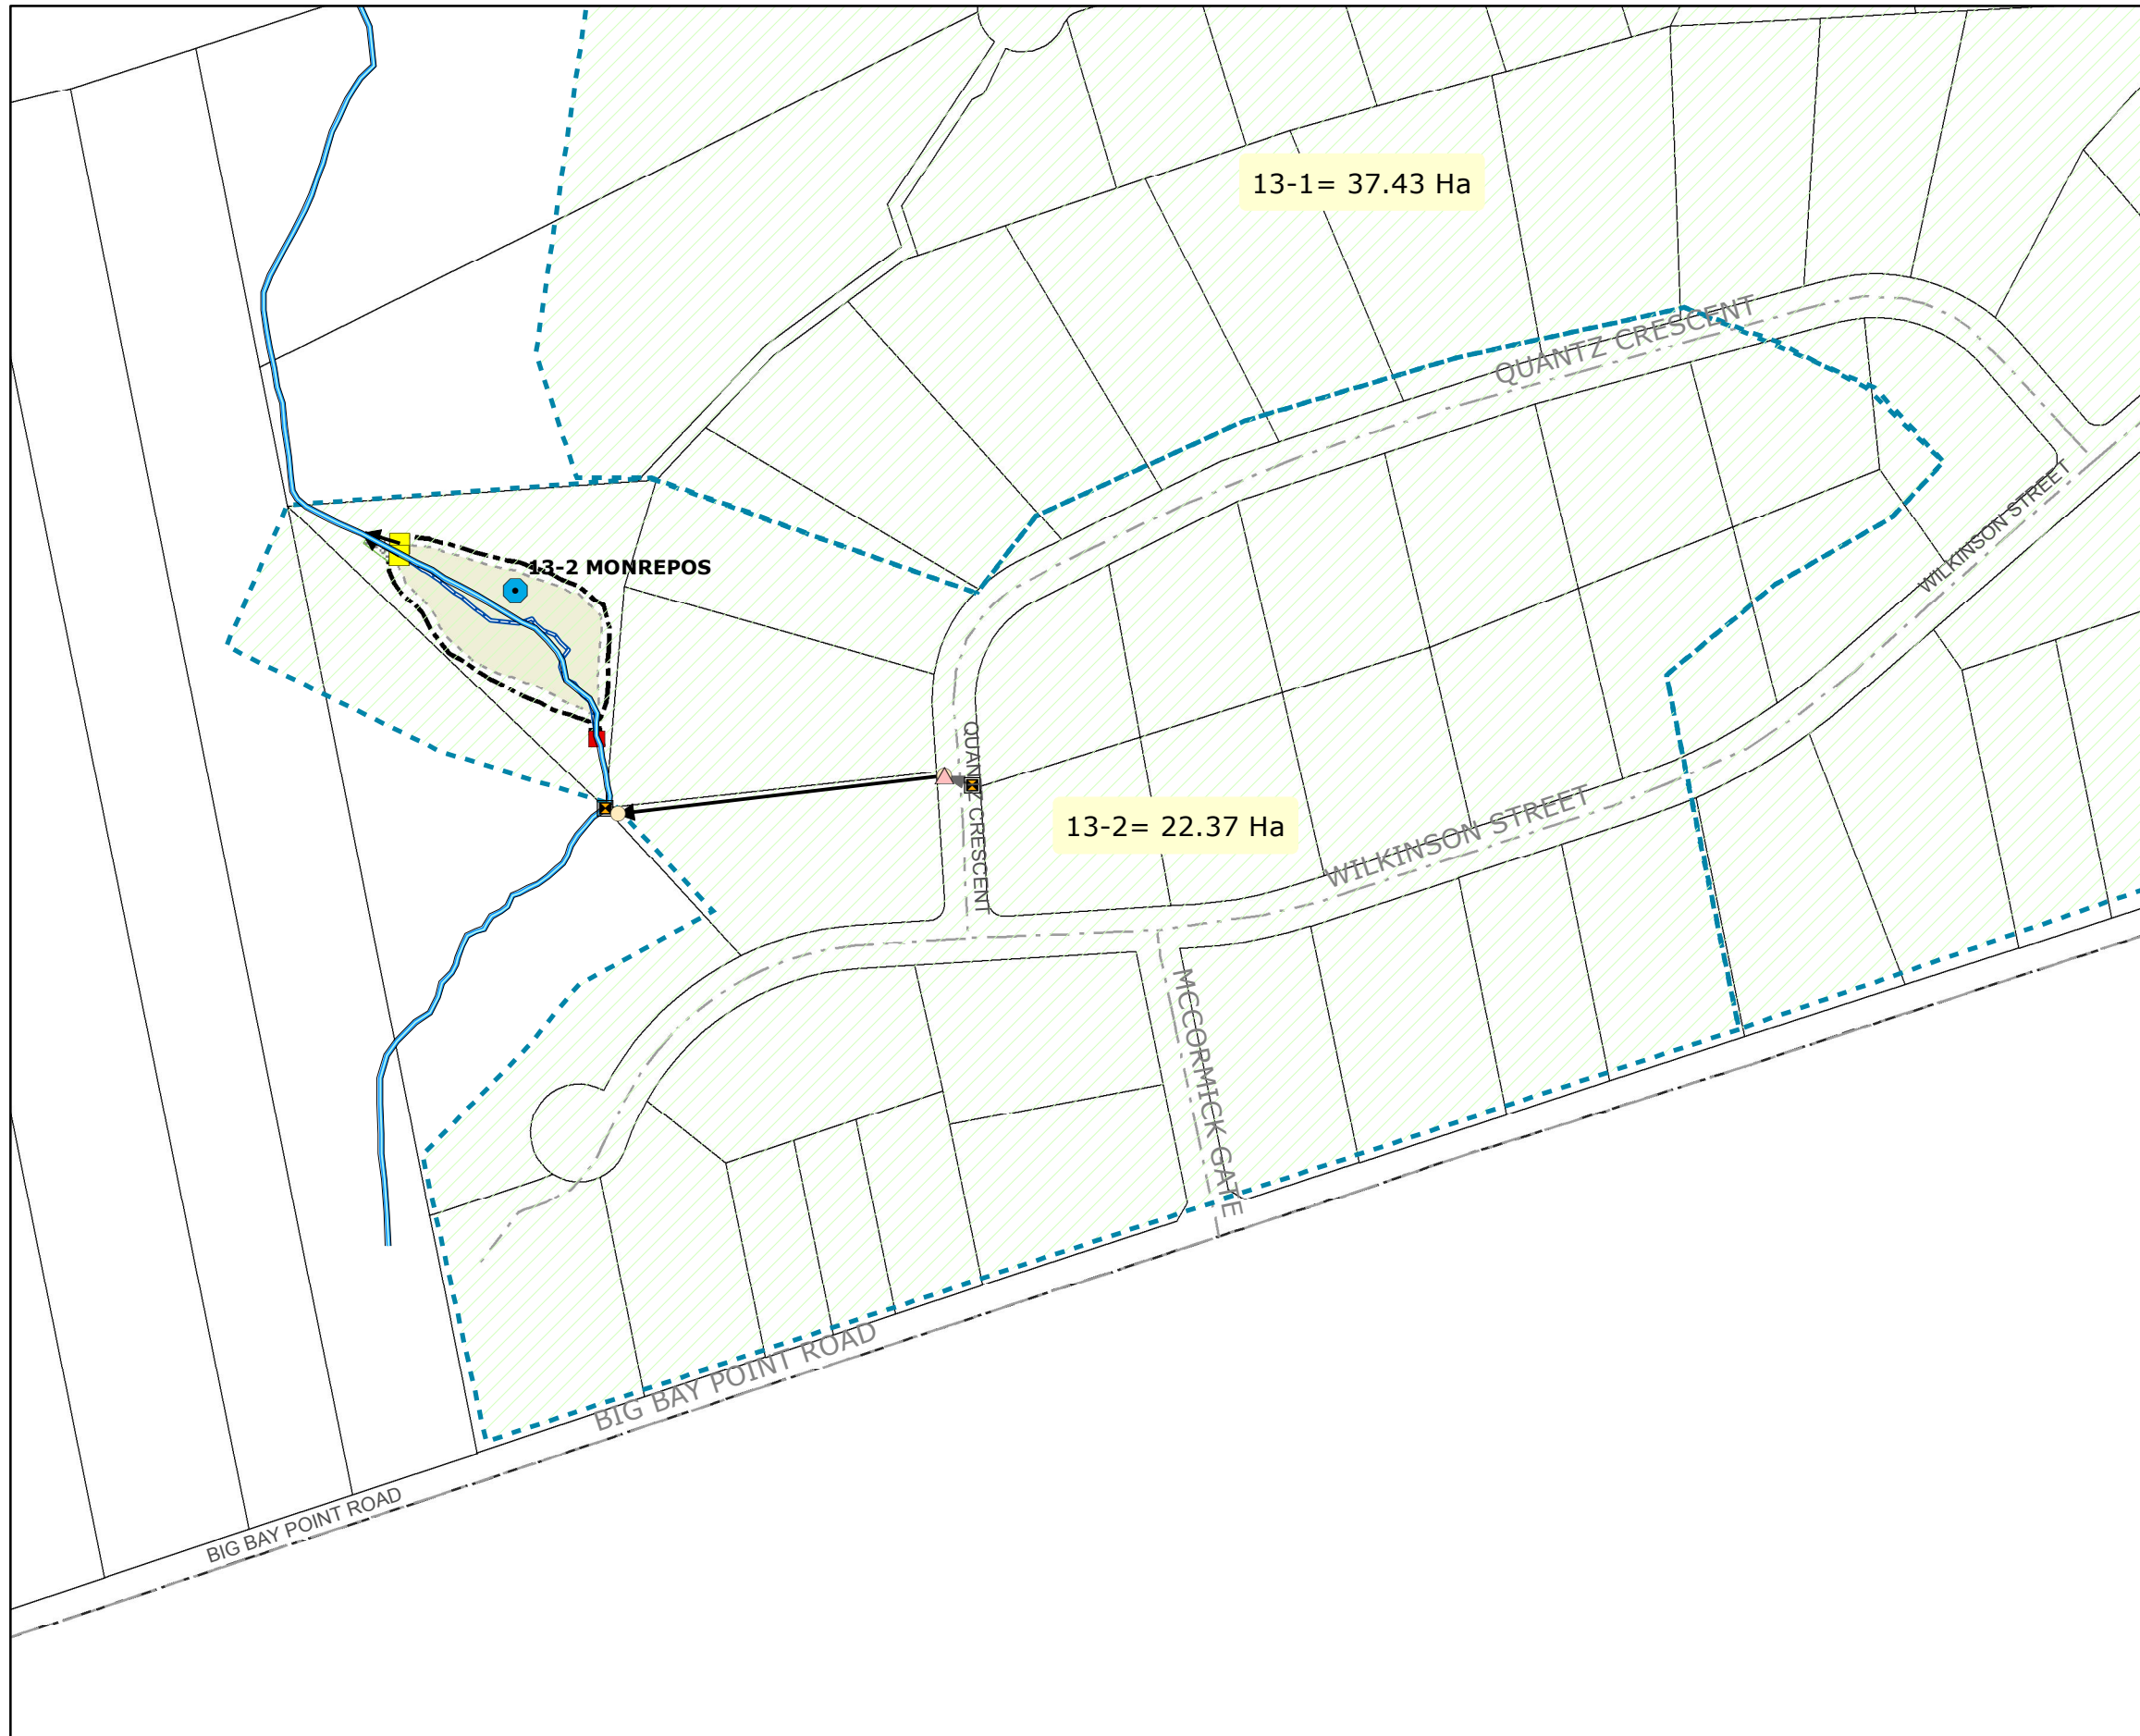 13-1= 37.43 Ha
QUANTZ CRESCENT
WILKINSON STREET
13-2 MONREPOS
QUANTZ CRESCENT
13-2= 22.37 Ha
WILKINSON STREET
MCCORMICK GATE
BIG BAY POINT ROAD
BIG BAY POINT ROAD